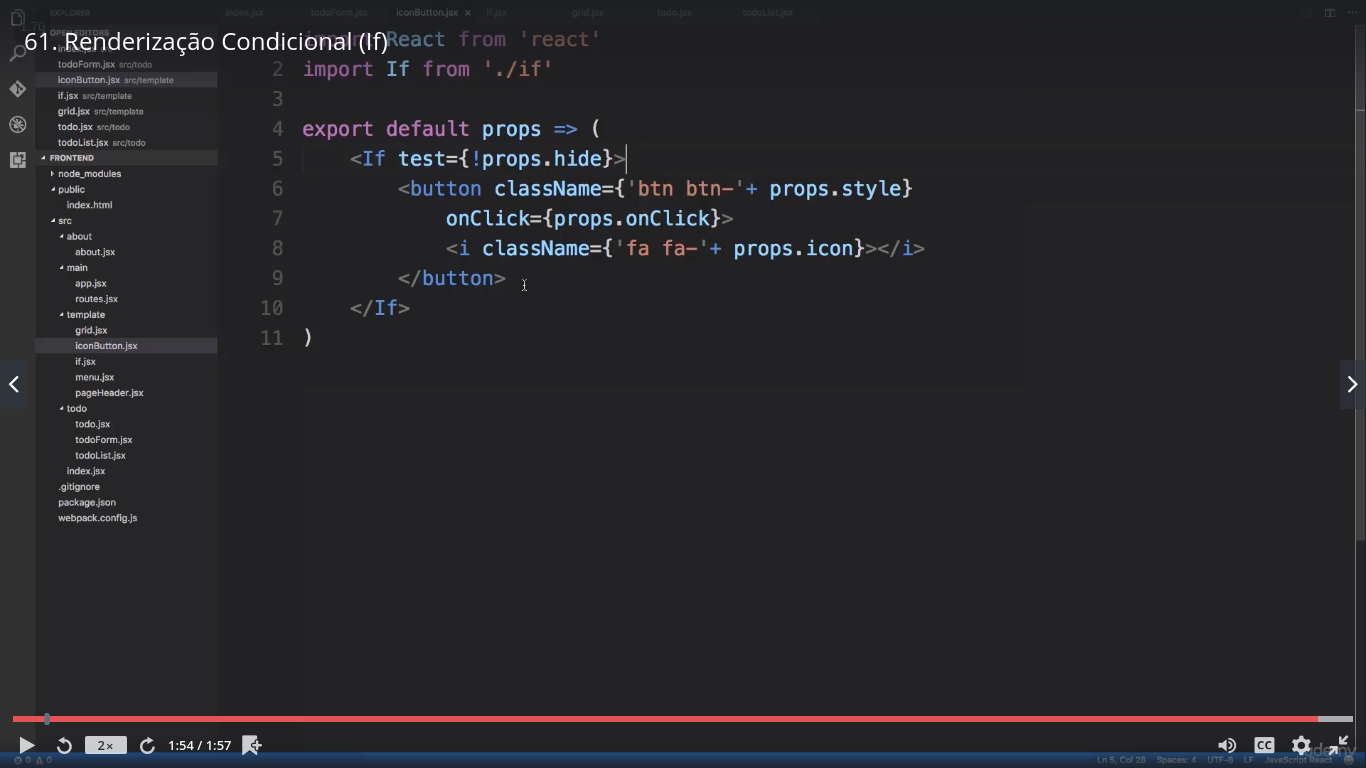 EXPLORER
index.jsx
todoForm.jsx
iconButton.jsx ×
if.jsx
grid.jsx
todo.jsx
todoList.jsx
61. Renderização Condicional (If)
OPEN EDITORS
index.jsx src
todoForm.jsx src/todo
iconButton.jsx src/template
if.jsx src/template
grid.jsx src/template
todo.jsx src/todo
todoList.jsx src/todo
FRONTEND
node_modules
public
index.html
src
about
about.jsx
main
app.jsx
routes.jsx
template
grid.jsx
iconButton.jsx
if.jsx
menu.jsx
pageHeader.jsx
todo
todo.jsx
todoForm.jsx
todoList.jsx
index.jsx
.gitignore
package.json
webpack.config.js
import React from 'react'
2 import If from './if'
3
4 export default props => (
5 <If test={!props.hide}>
6 <button className={'btn btn-'+ props.style}
7 onClick={props.onClick}>
8 <i className={'fa fa-'+ props.icon}></i>
9 </button>
10 </If>
11 )
2×
1:54 / 1:57
CC
udemy
0 0
Ln 5, Col 28 Spaces: 4 UTF-8 LF JavaScript React